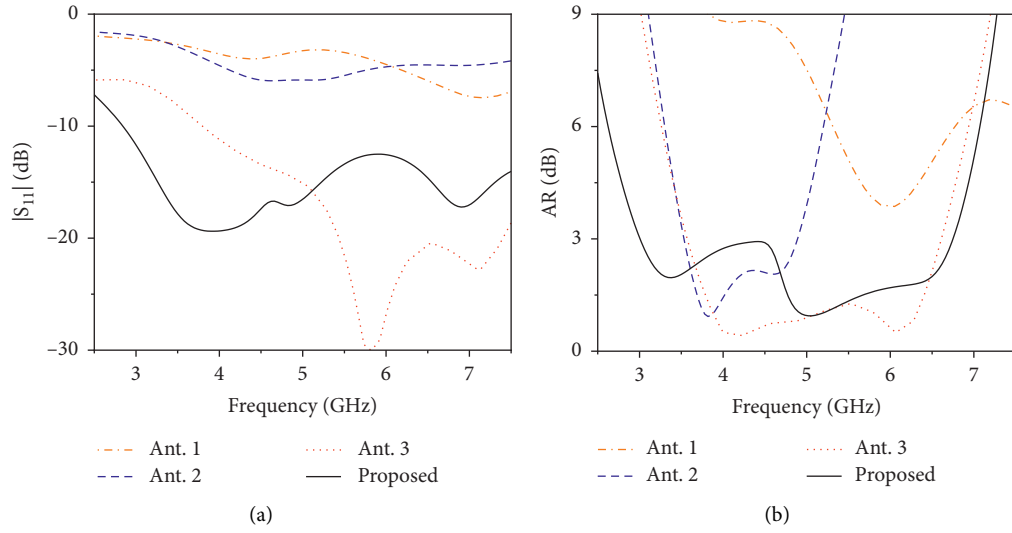 0
−10
−20
−30
|S11| (dB)
3 4 5 6 7
Frequency (GHz)
Ant. 1
Ant. 2
Ant. 3
Proposed
(a)
9
6
3
0
AR (dB)
3 4 5 6 7
Frequency (GHz)
Ant. 1
Ant. 2
Ant. 3
Proposed
(b)